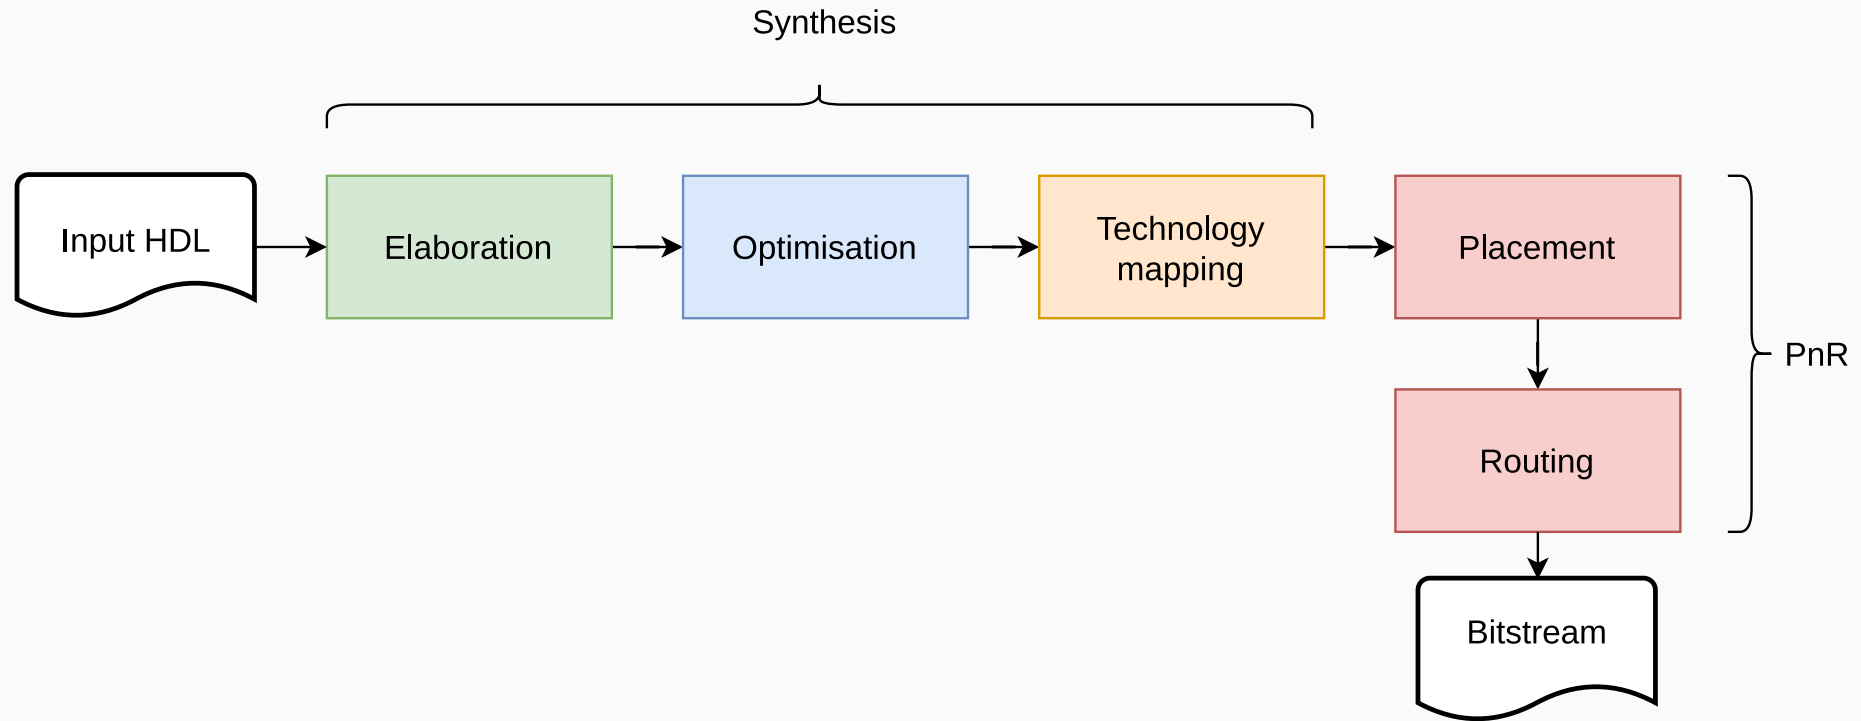 Synthesis
Input HDL
Elaboration
Optimisation
Technology
mapping
Placement
PnR
Routing
Bitstream